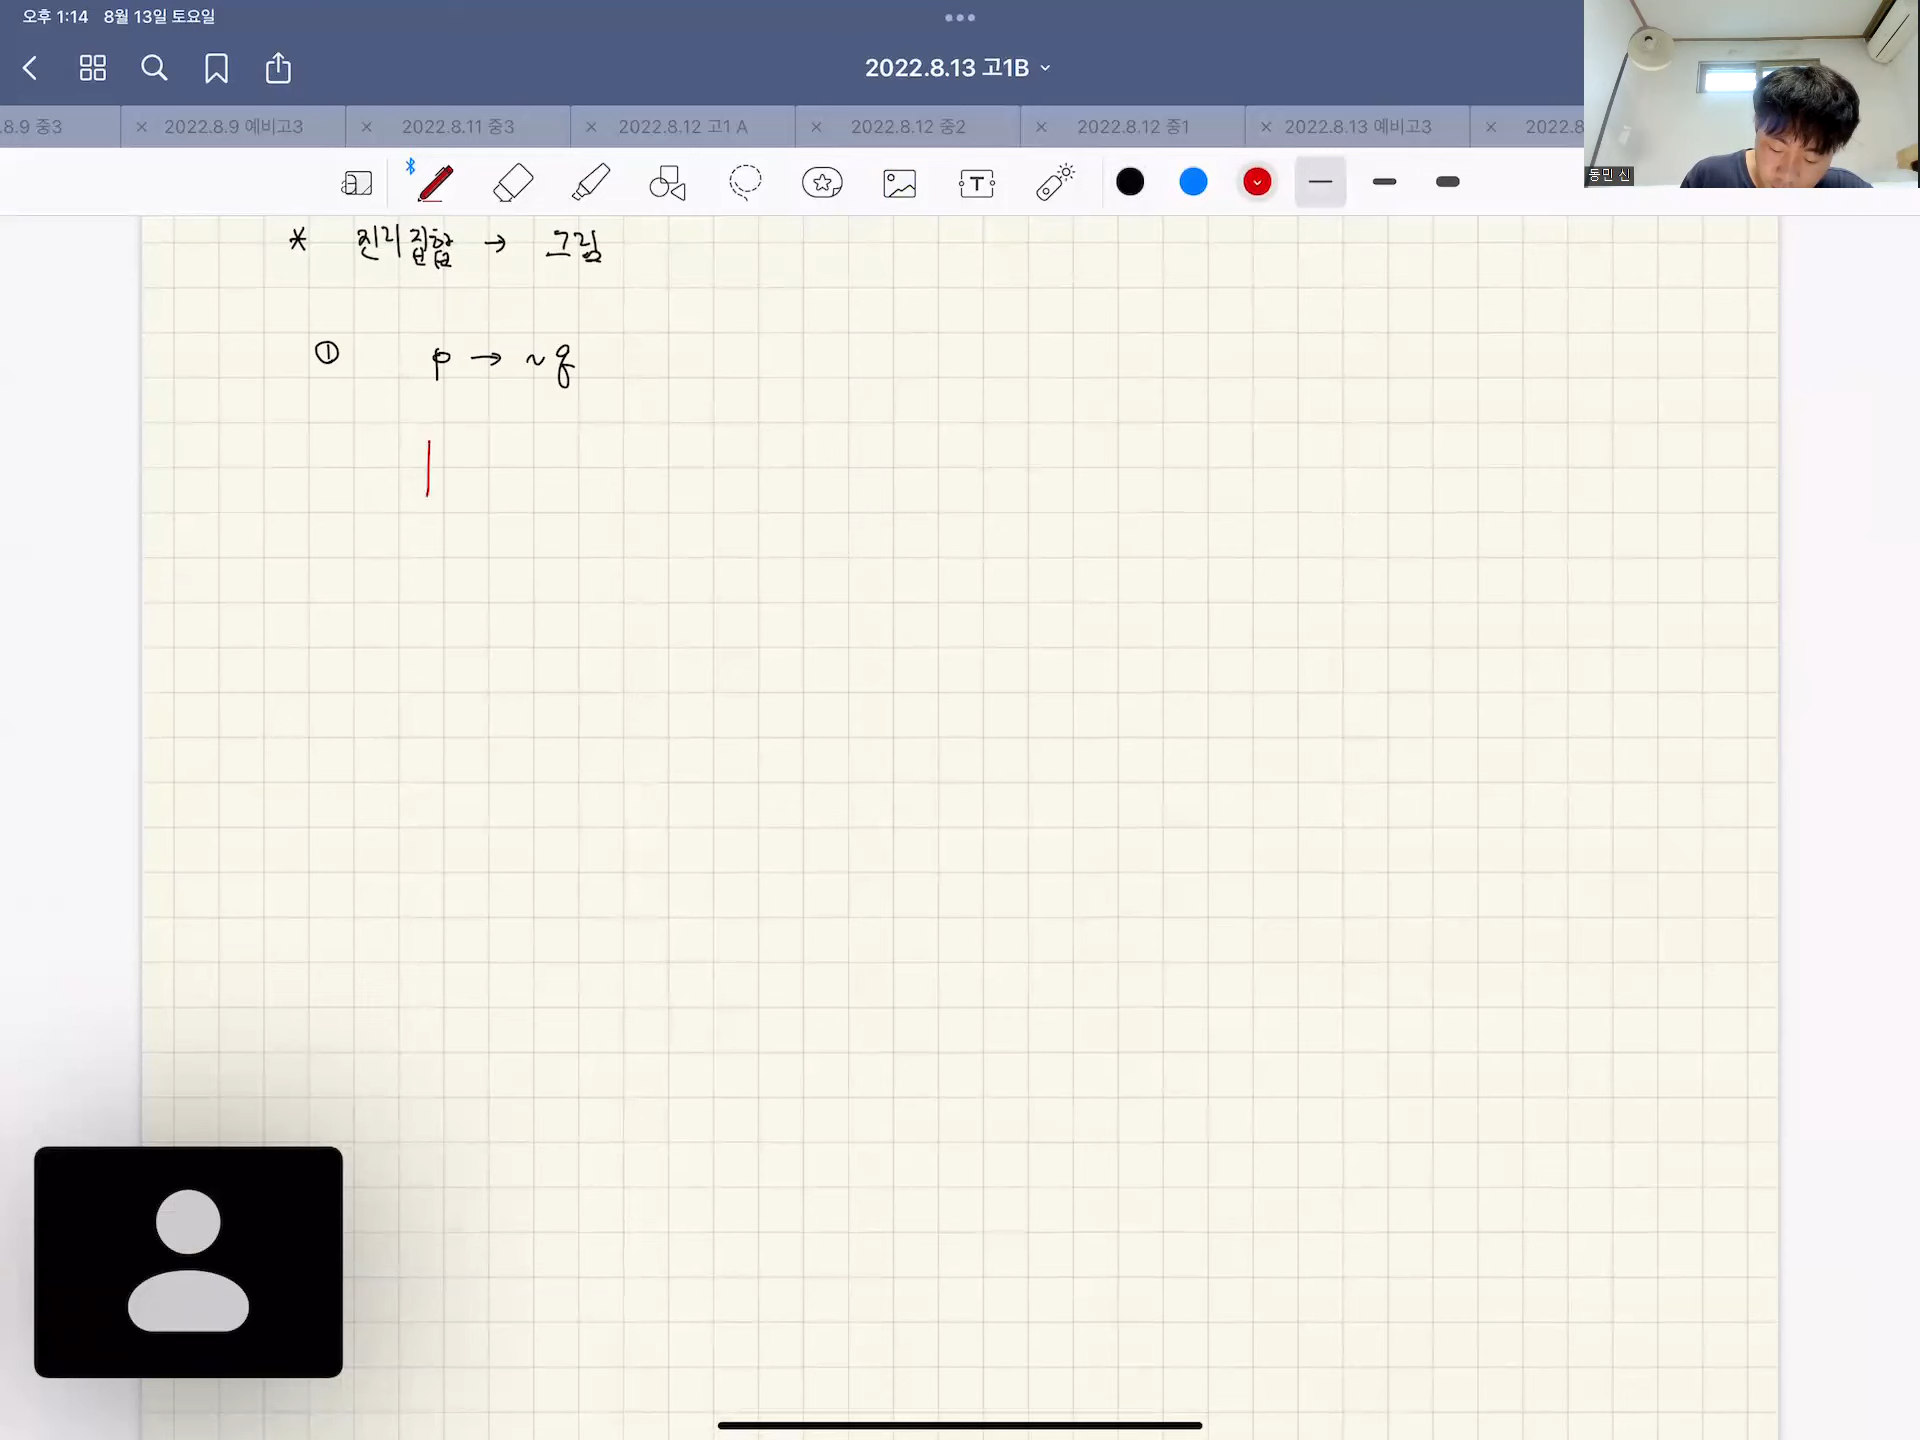 오후 1:14 8월 13일 토요일
2022.8.13 고1B
.8.9 중3
2022.8.9 예비고3
2022.8.11 중3
2022.8.12 고1 A
2022.8.12 중2
2022.8.12 중1
2022.8.13 예비고3
2022.8
동민 신
* 진리집합 → 그림
① p → ~q